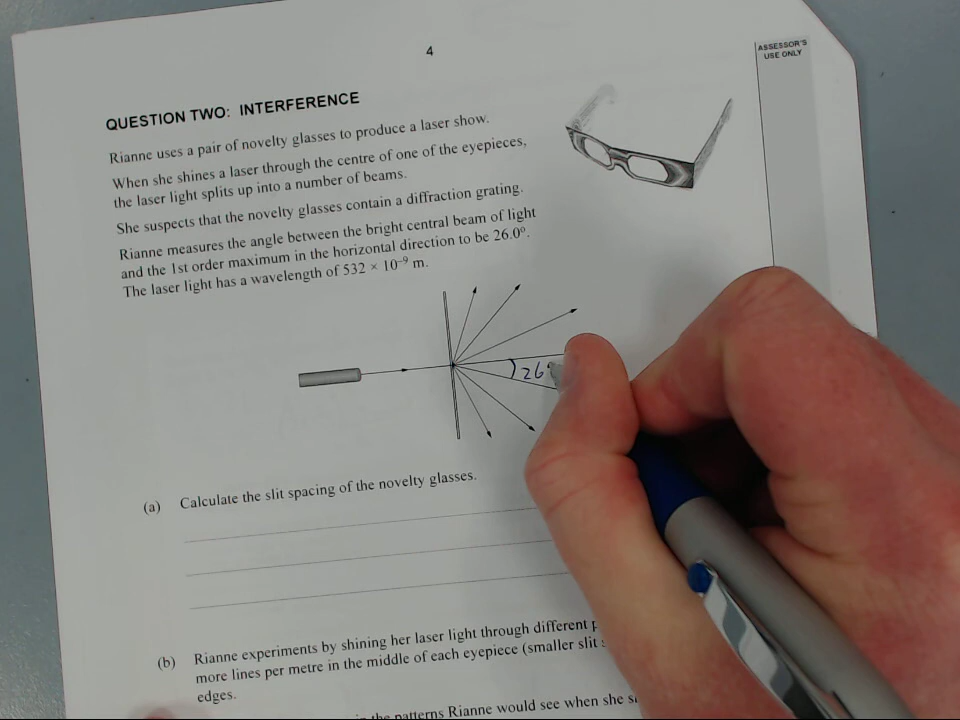 4
ASSESSOR'S
USE ONLY
QUESTION TWO: INTERFERENCE
Rianne uses a pair of novelty glasses to produce a laser show.
When she shines a laser through the centre of one of the eyepieces,
the laser light splits up into a number of beams.
She suspects that the novelty glasses contain a diffraction grating.
Rianne measures the angle between the bright central beam of light
and the 1st order maximum in the horizontal direction to be 26.0°.
The laser light has a wavelength of 532 × 10⁻⁹ m.
26°
(a) Calculate the slit spacing of the novelty glasses.
(b) Rianne experiments by shining her laser light through different
more lines per metre in the middle of each eyepiece (smaller slit
edges.
the patterns Rianne would see when she